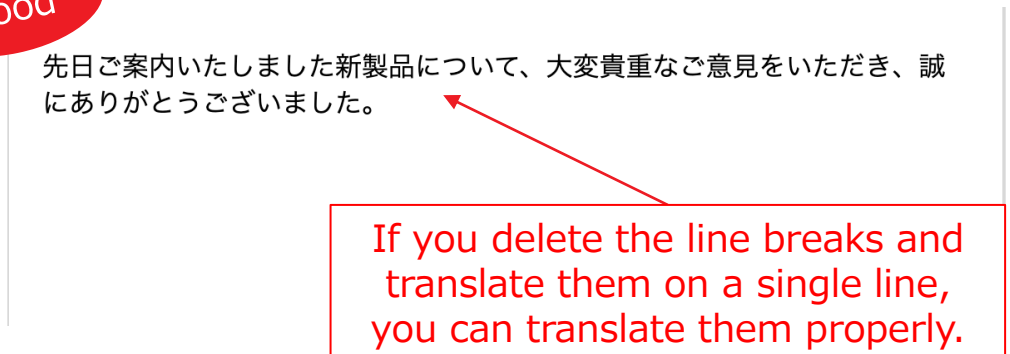 先日ご案内いたしました新製品について、大変貴重なご意見をいただき、誠
にありがとうございました。
If you delete the line breaks and
translate them on a single line,
you can translate them properly.